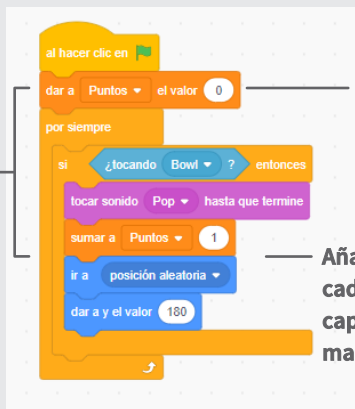 al hacer clic en
dar a Puntos el valor 0
por siempre
si ¿tocando Bowl ? entonces
tocar sonido Pop hasta que termine
sumar a Puntos 1
ir a posición aleatoria
dar a y el valor 180
Aña
cad
cap
ma